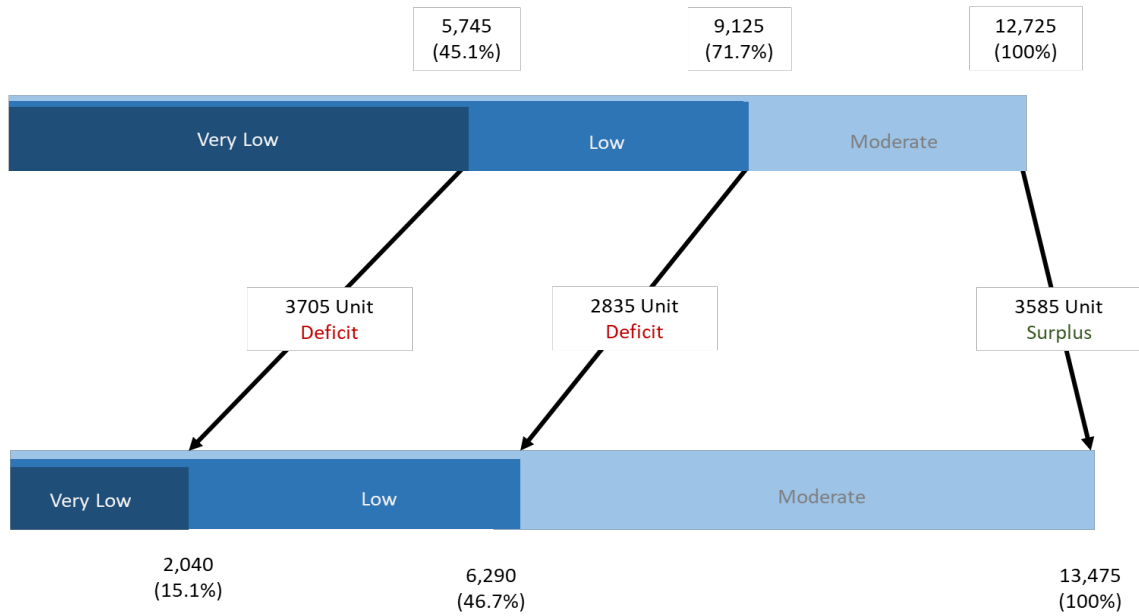 5,745
(45.1%)
9,125
(71.7%)
12,725
(100%)
Very Low
Low
Moderate
3705 Unit
Deficit
2835 Unit
Deficit
3585 Unit
Surplus
Very Low
Low
Moderate
2,040
(15.1%)
6,290
(46.7%)
13,475
(100%)